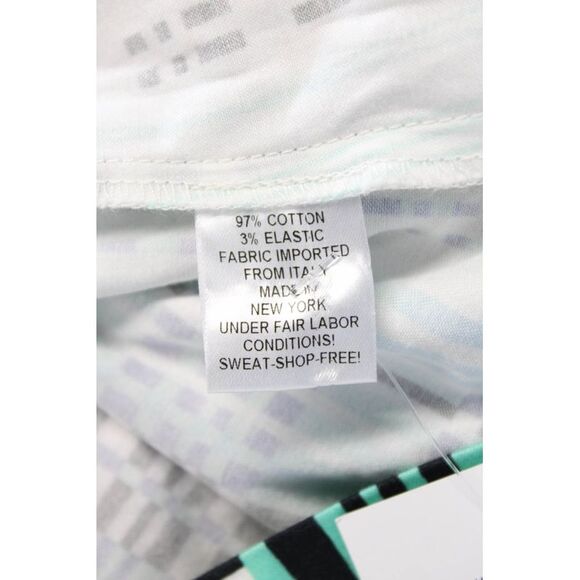 97% COTTON
3% ELASTIC
FABRIC IMPORTED
FROM ITALY
MADE IN
NEW YORK
UNDER FAIR LABOR
CONDITIONS!
SWEAT-SHOP-FREE!